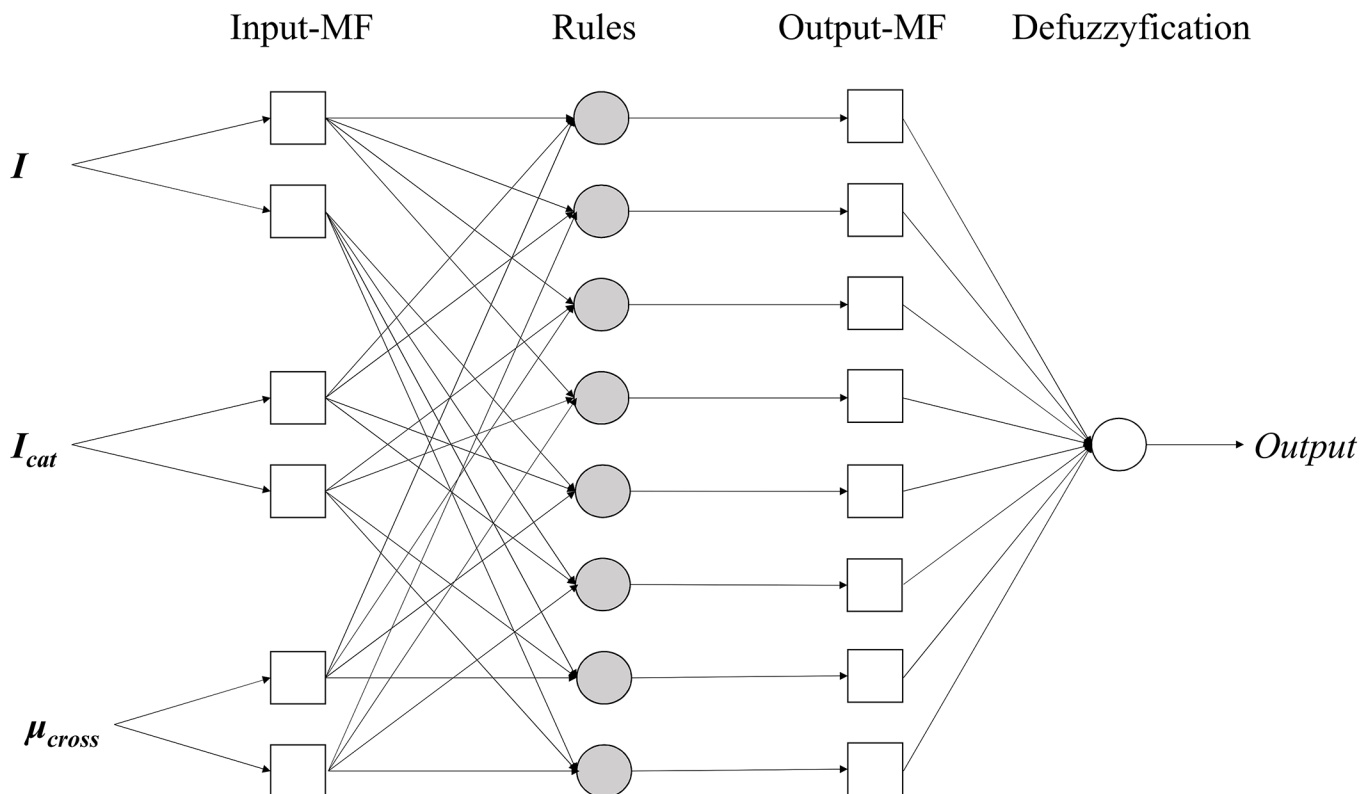 Input-MF Rules Output-MF Defuzzyfication
I
I_cat
Output
μ_cross